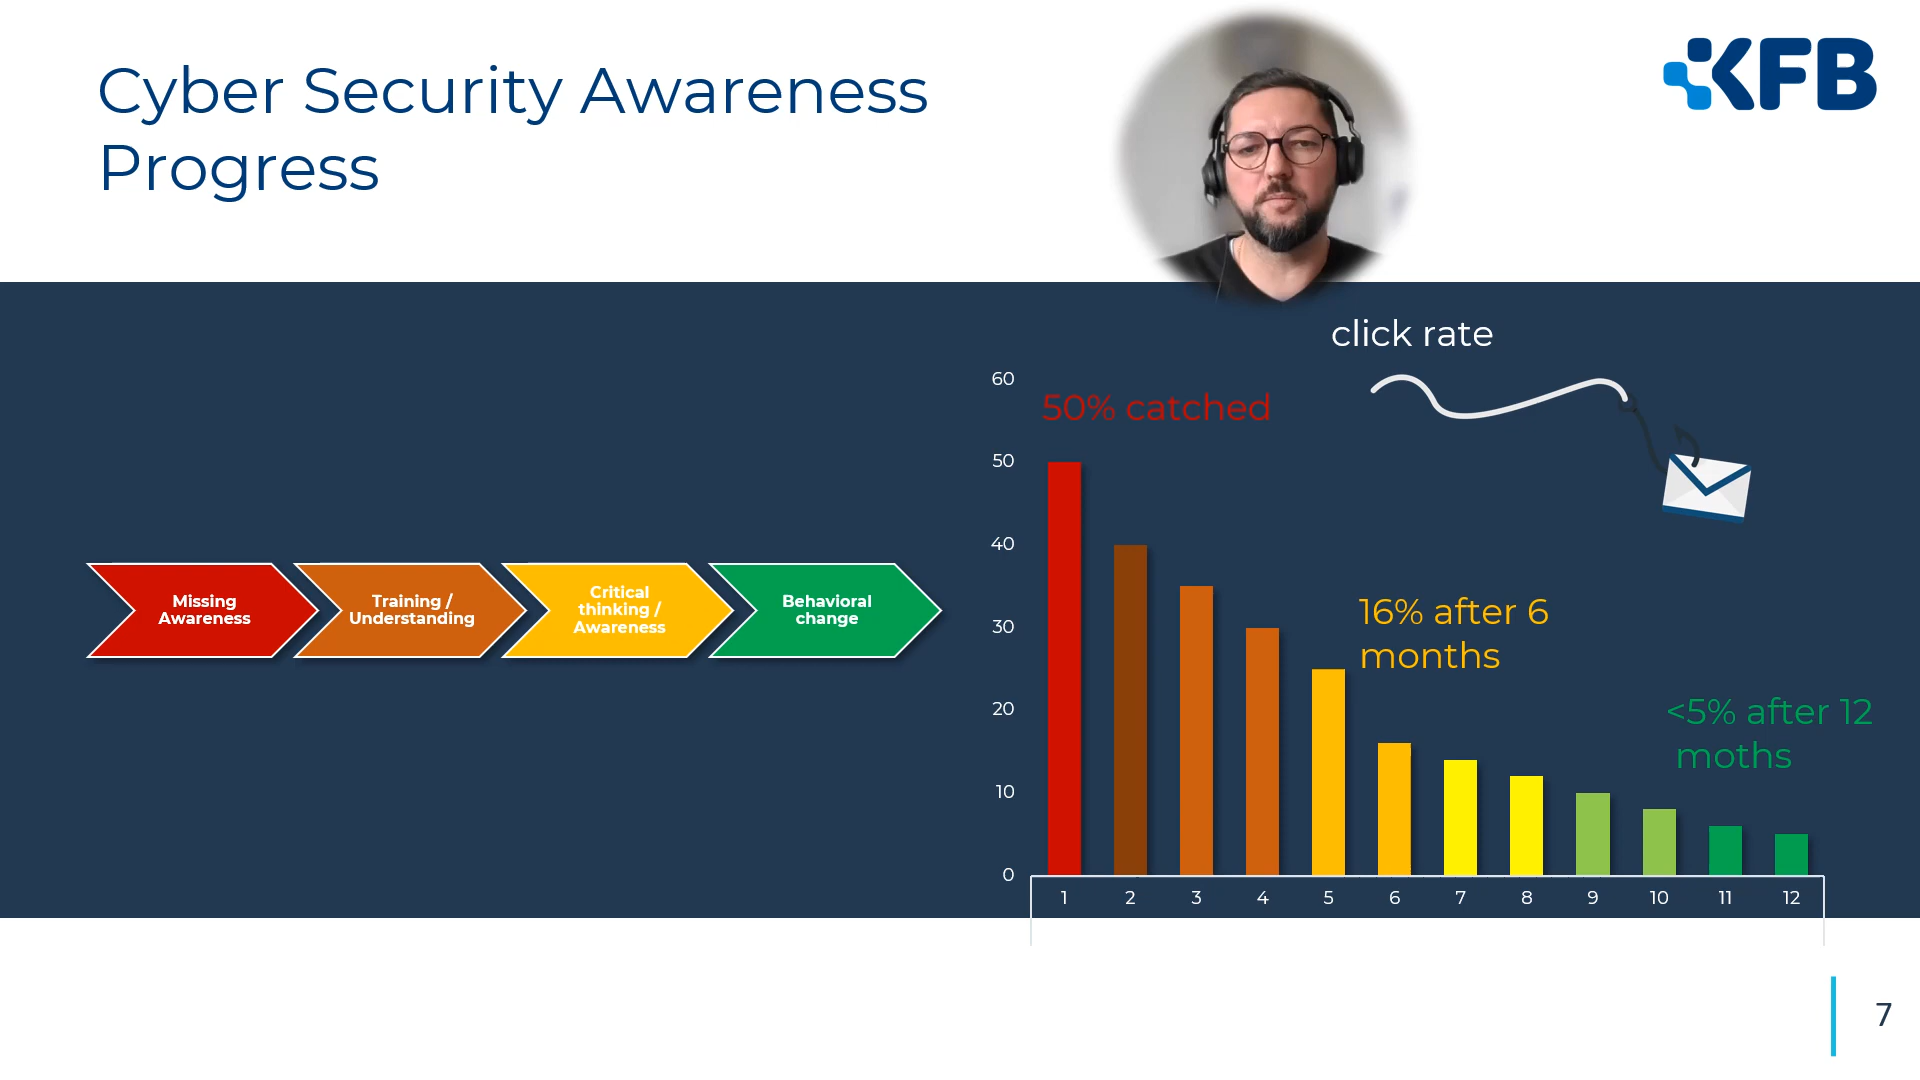 Cyber Security Awareness
Progress
KFB
click rate
50% catched
16% after 6
months
<5% after 12
moths
Missing
Awareness
Training /
Understanding
Critical
thinking /
Awareness
Behavioral
change
60
50
40
30
20
10
0
1 2 3 4 5 6 7 8 9 10 11 12
7